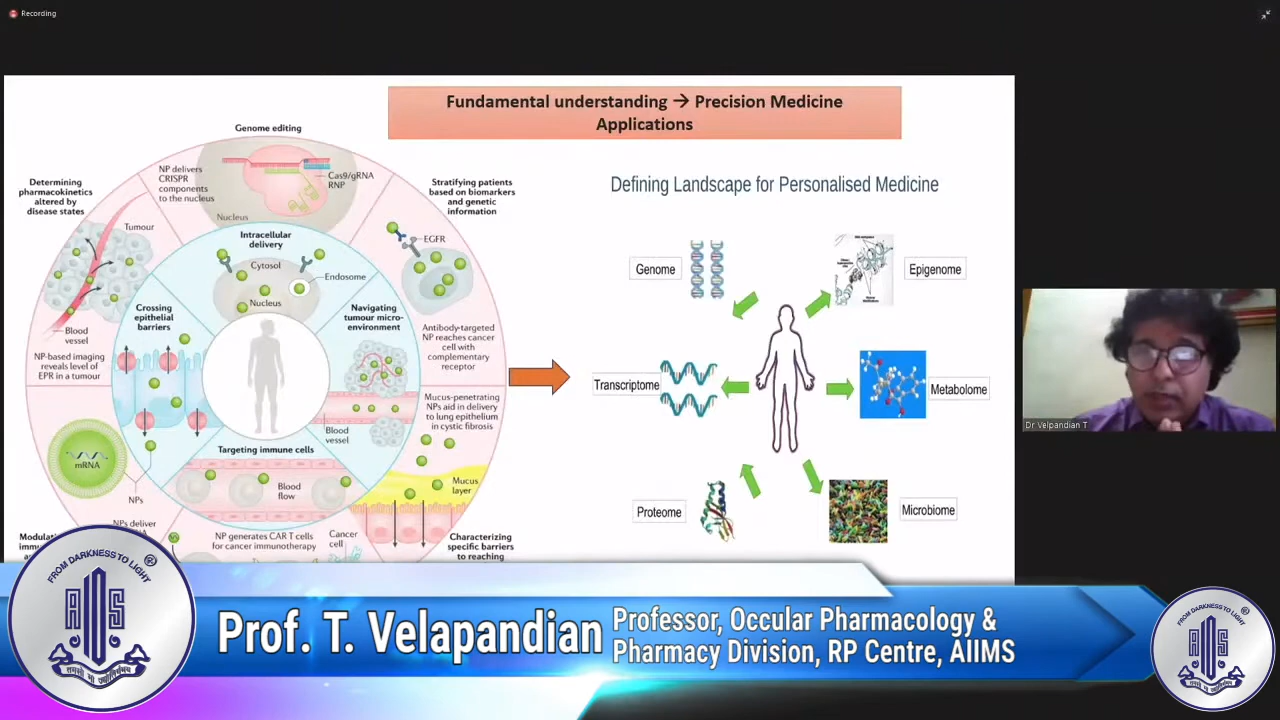 Recording
Fundamental understanding → Precision Medicine
Applications
Genome editing
NP delivers
CRISPR
components
to the nucleus
Cas9/gRNA
RNP
Nucleus
Determining
pharmacokinetics
altered by
disease states
Tumour
Blood
vessel
NP-based imaging
reveals level of
EPR in a tumour
Stratifying patients
based on biomarkers
and genetic
information
EGFR
Antibody-targeted
NP reaches cancer
cell with
complementary
receptor
Intracellular
delivery
Cytosol
Endosome
Nucleus
Crossing
epithelial
barriers
Navigating
tumour micro-
environment
Blood
vessel
Targeting immune cells
Blood
flow
mRNA
NPs
NPs deliver
Mucus-penetrating
NPs aid in delivery
to lung epithelium
in cystic fibrosis
Mucus
layer
NP generates CAR T cells
for cancer immunotherapy
Cancer
cell
Characterizing
specific barriers
to reaching
Defining Landscape for Personalised Medicine
Genome
Epigenome
Transcriptome
Metabolome
Proteome
Microbiome
Dr Velpandian T
FROM DARKNESS TO LIGHT
®
AIIS
तमसो मा ज्योतिर्गमय
Prof. T. Velapandian
Professor, Occular Pharmacology &
Pharmacy Division, RP Centre, AIIMS
FROM DARKNESS TO LIGHT
®
AIIS
तमसो मा ज्योतिर्गमय